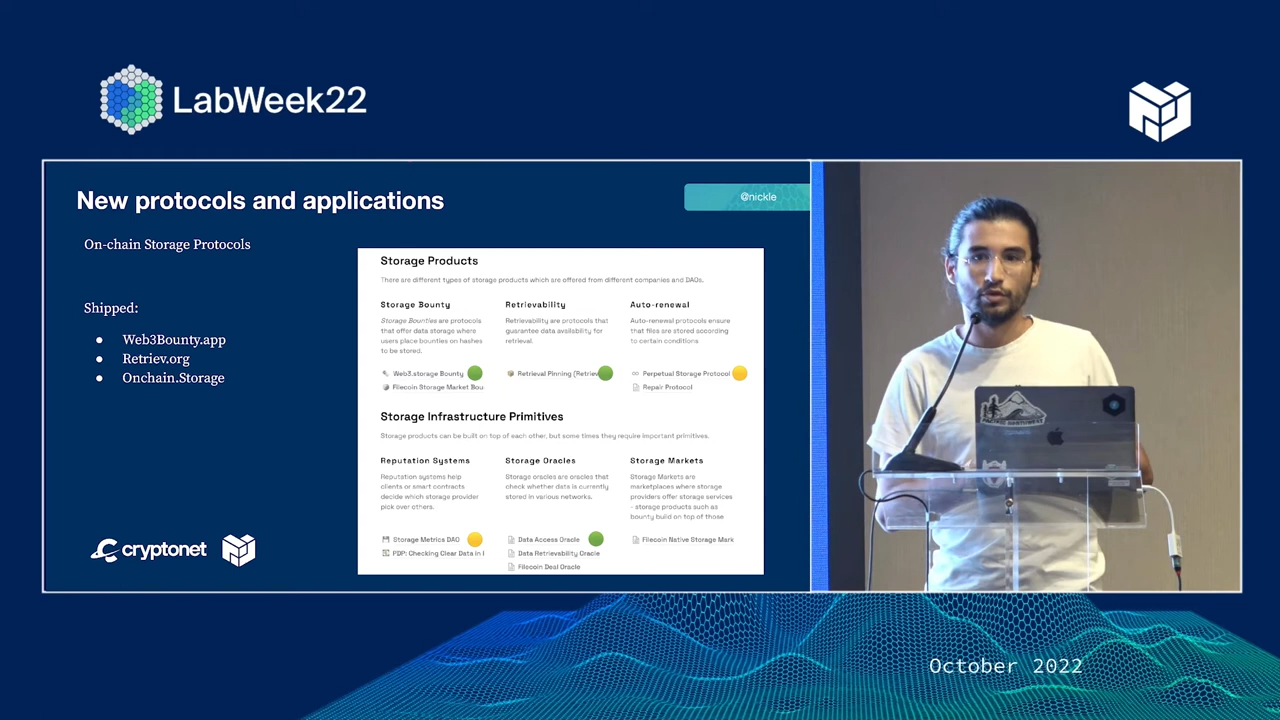 LabWeek22
New protocols and applications
@nickle
On-chain Storage Protocols
Shipped:
Web3Bounty.app
Retriev.org
Onchain.Storage
Storage Products
There are different types of storage products which are offered from different companies and DAOs.
Storage Bounty
Storage Bounties are protocols
that offer data storage where
users place bounties on hashes
to be stored.
Web3.storage Bounty
Filecoin Storage Market Bou
Retrievability
Retrievability are protocols that
guarantee data availability for
retrieval.
Retrieval Pinning (Retriev
Auto-renewal
Auto-renewal protocols ensure
that files are stored according
to certain conditions
Perpetual Storage Protocol
Repair Protocol
Storage Infrastructure Primitives
Storage products can be built on top of each other, but some times they require important primitives.
Reputation Systems
Reputation systems help
clients or smart contracts
decide which storage provider
pick over others.
Storage Metrics DAO
PDP: Checking Clear Data in
Storage Oracles
Storage oracles are oracles that
check whether data is currently
stored in various networks.
Data Access Oracle
Data Retrievability Oracle
Filecoin Deal Oracle
Storage Markets
Storage Markets are
marketplaces where storage
providers offer storage services
- storage products such as
bounty build on top of those
Filecoin Native Storage Mark
cryptonet
October 2022